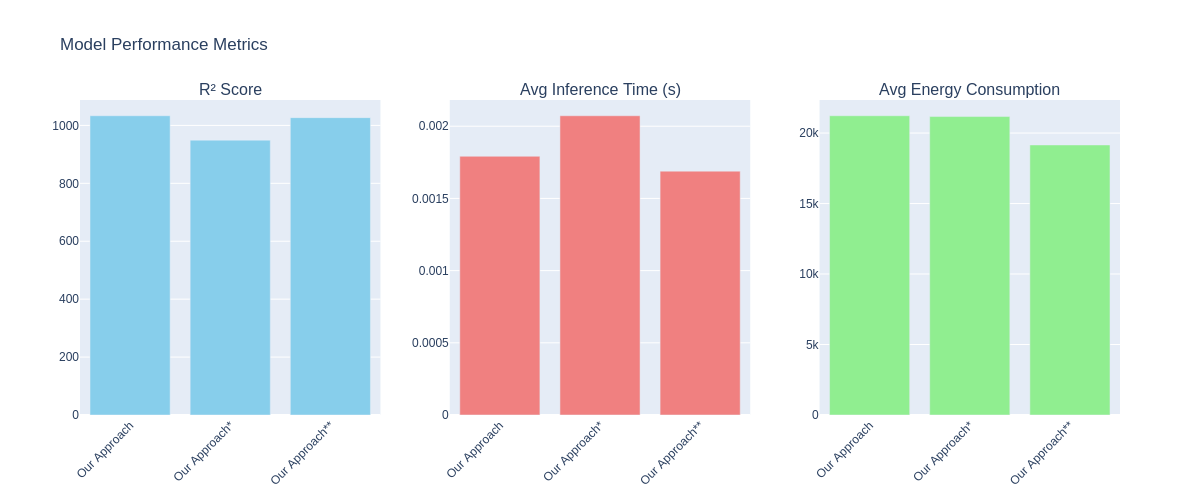 Model Performance Metrics
R² Score
1000
800
600
400
200
0
Our Approach
Our Approach*
Our Approach**
Avg Inference Time (s)
0.002
0.0015
0.001
0.0005
0
Our Approach
Our Approach*
Our Approach**
Avg Energy Consumption
20k
15k
10k
5k
0
Our Approach
Our Approach*
Our Approach**